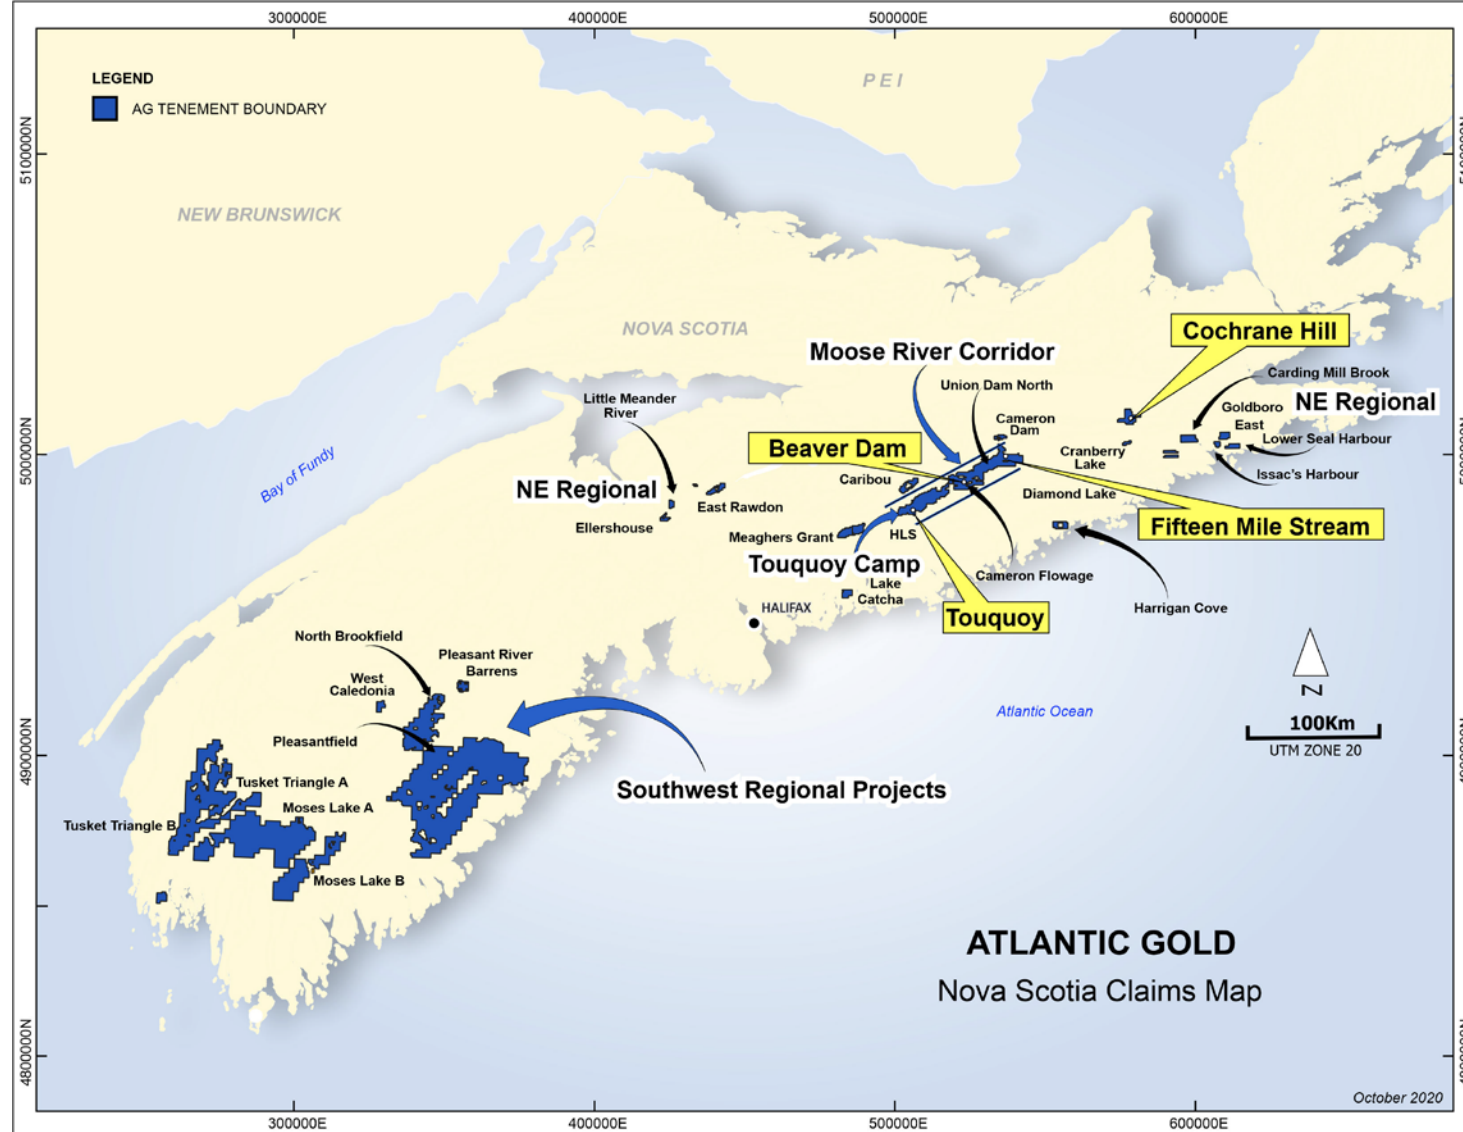 300000E
400000E
500000E
600000E
LEGEND
AG TENEMENT BOUNDARY
PEI
5100000N
NEW BRUNSWICK
NOVA SCOTIA
Cochrane Hill
Moose River Corridor
Carding Mill Brook
Union Dam North
Little Meander
River
NE Regional
Goldboro
East
Cameron
Dam
Lower Seal Harbour
Beaver Dam
Cranberry
Lake
Issac's Harbour
5000000N
Bay of Fundy
Caribou
NE Regional
East Rawdon
Diamond Lake
Ellershouse
Meaghers Grant
HLS
Fifteen Mile Stream
Touquoy Camp
Cameron Flowage
Lake
Catcha
HALIFAX
Touquoy
Harrigan Cove
North Brookfield
Pleasant River
Barrens
West
Caledonia
N
Atlantic Ocean
100Km
UTM ZONE 20
Pleasantfield
4900000N
Tusket Triangle A
Southwest Regional Projects
Moses Lake A
Tusket Triangle B
Moses Lake B
ATLANTIC GOLD
Nova Scotia Claims Map
4800000N
October 2020
300000E
400000E
500000E
600000E